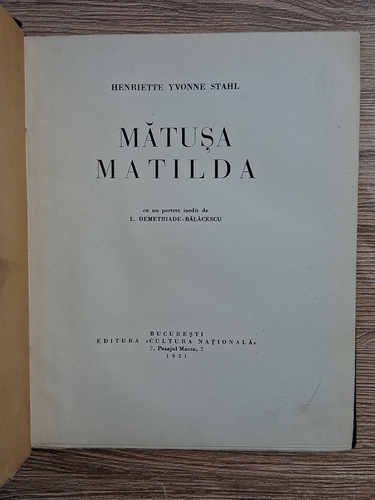 HENRIETTE YVONNE STAHL
MĂTUȘA
MATILDA
cu un portret inedit de
L. DEMETRIADE-BĂLĂCESCU
BUCUREȘTI
EDITURA «CULTURA NAȚIONALĂ»
2, Pasajul Macca, 2
1931